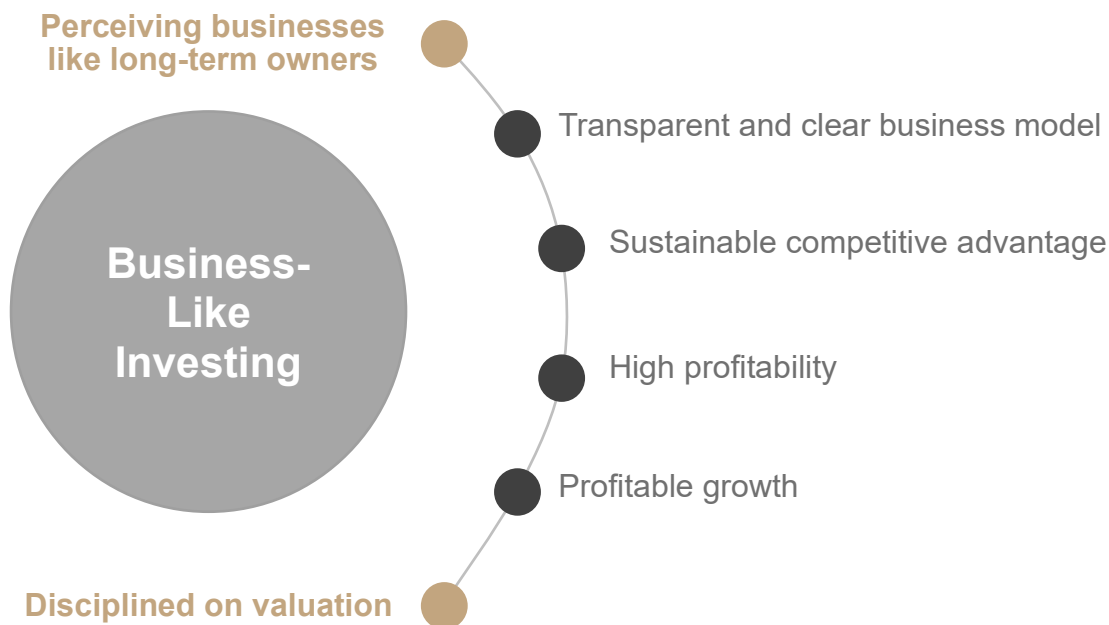 Perceiving businesses
like long-term owners
Transparent and clear business model
Sustainable competitive advantage
Business-
Like
Investing
High profitability
Profitable growth
Disciplined on valuation